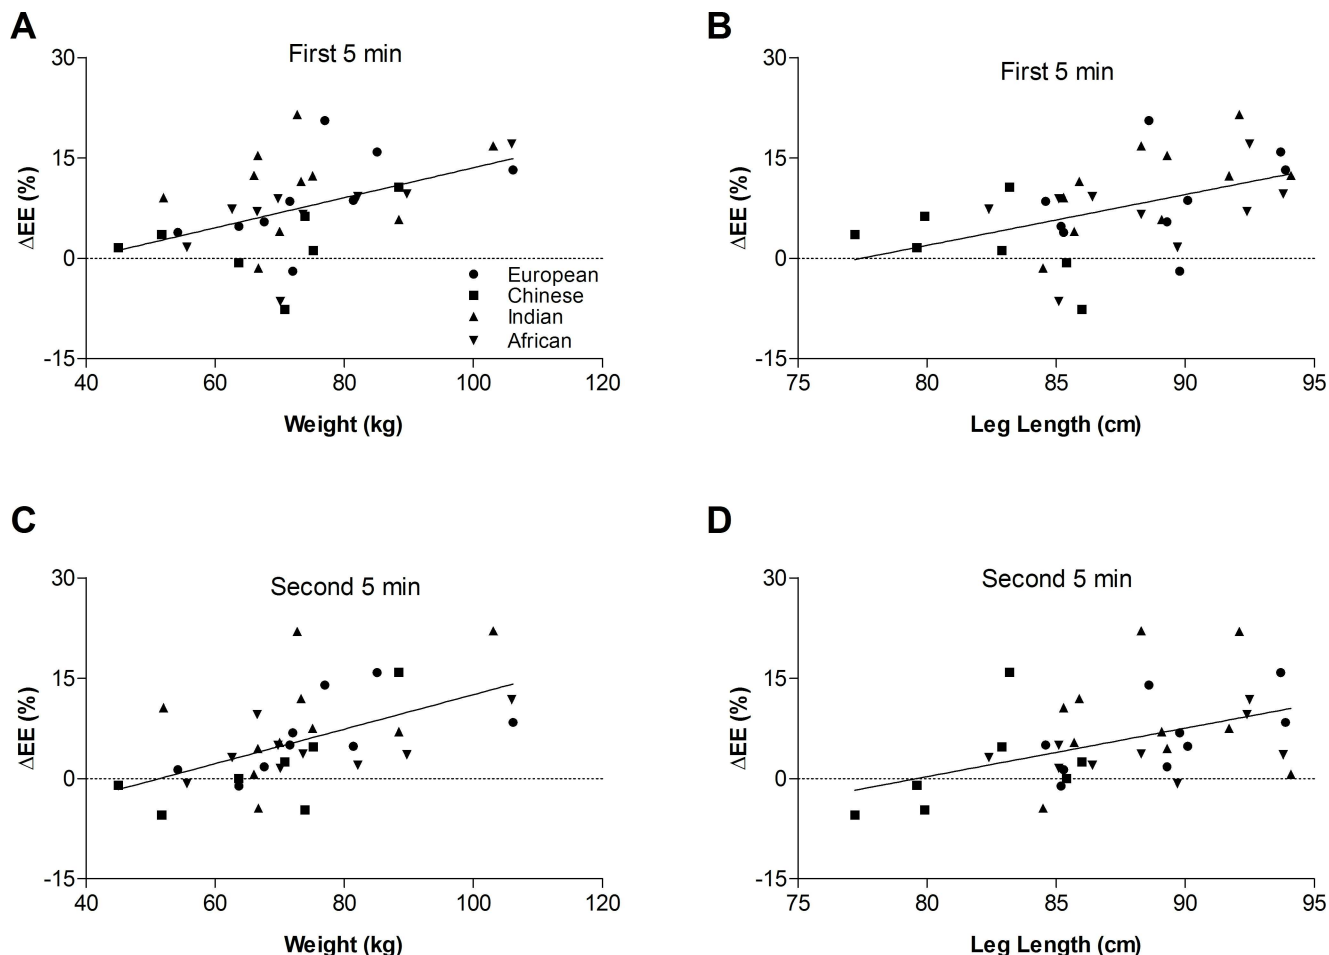 A
B
First 5 min
First 5 min
30
15
0
-15
ΔEE (%)
European
Chinese
Indian
African
40 60 80 100 120
Weight (kg)
30
15
0
-15
ΔEE (%)
75 80 85 90 95
Leg Length (cm)
C
D
Second 5 min
Second 5 min
30
15
0
-15
ΔEE (%)
40 60 80 100 120
Weight (kg)
30
15
0
-15
ΔEE (%)
75 80 85 90 95
Leg Length (cm)